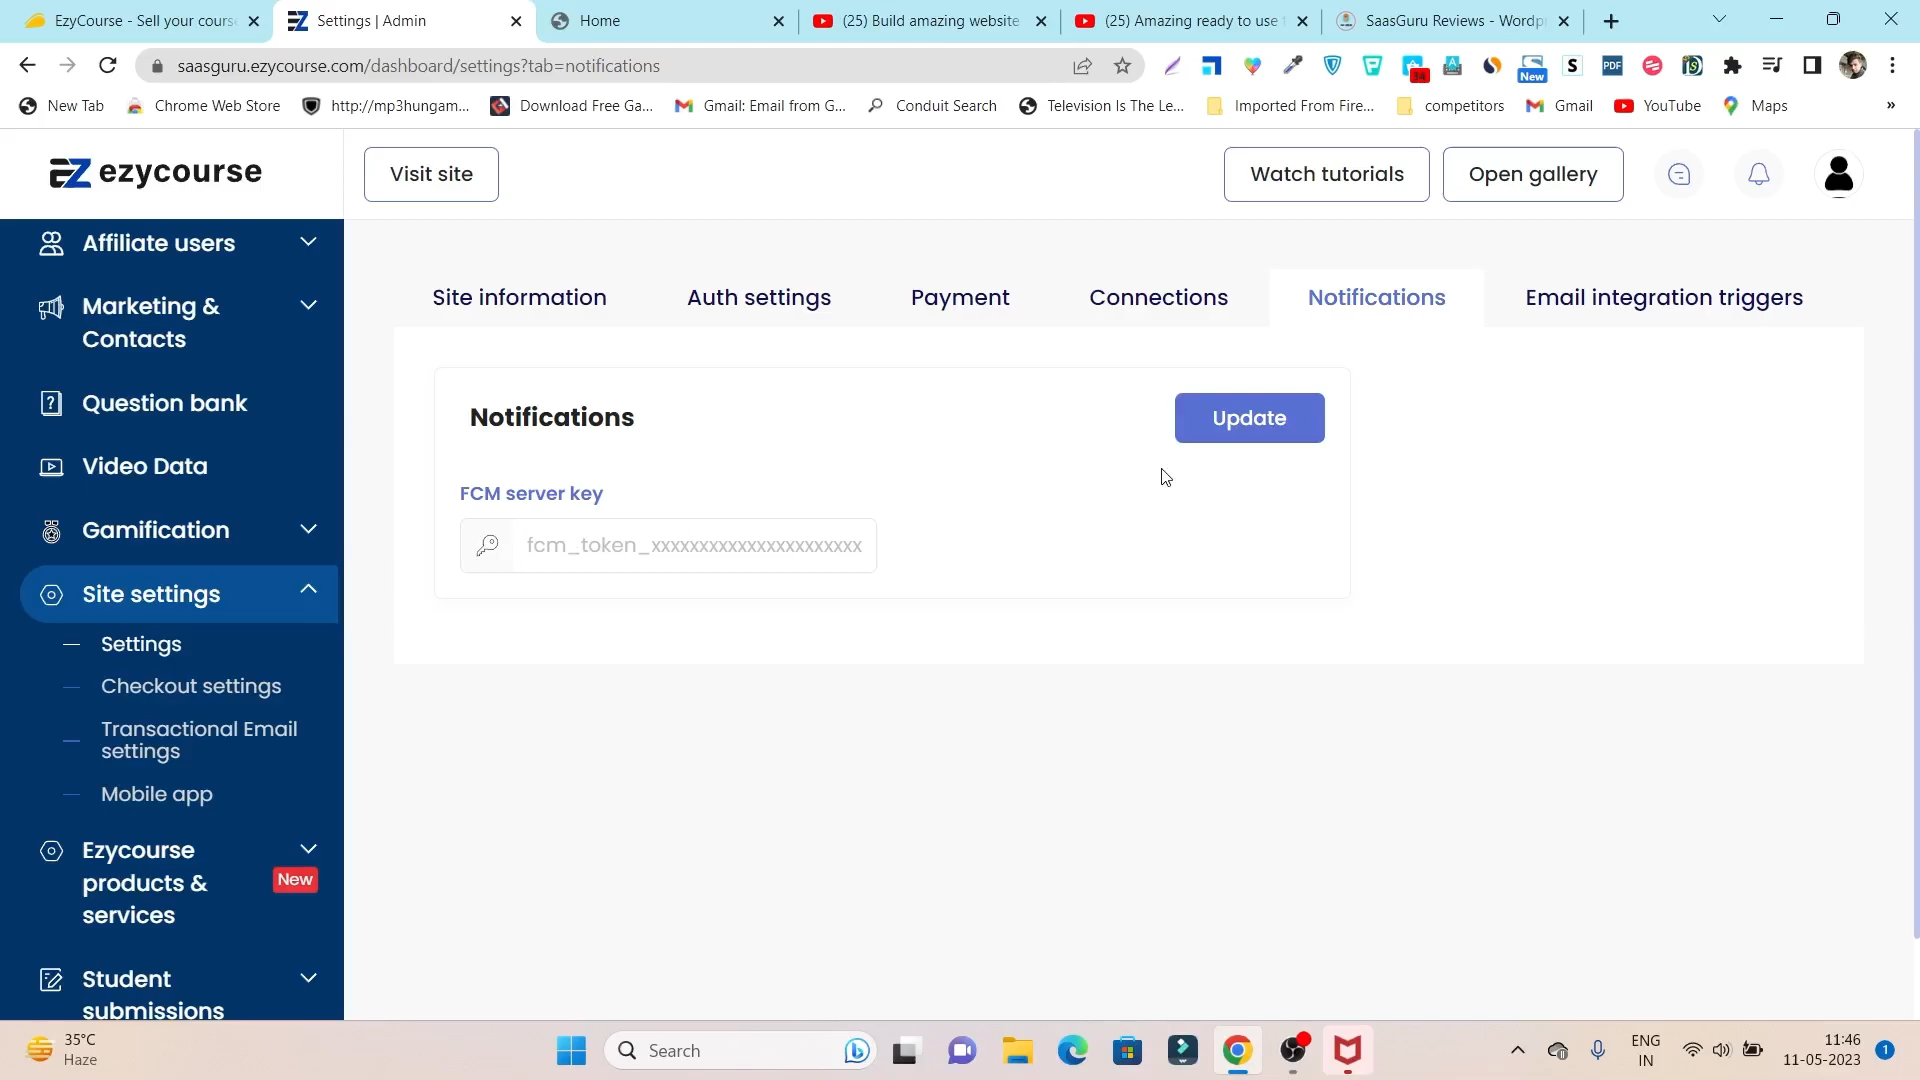 EzyCourse - Sell your cours
Settings | Admin
Home
(25) Build amazing website
(25) Amazing ready to use
SaasGuru Reviews - Wordp
saasguru.ezycourse.com/dashboard/settings?tab=notifications
34
New
S
PDF
New Tab
Chrome Web Store
http://mp3hungam...
Download Free Ga...
Gmail: Email from G...
Conduit Search
Television Is The Le...
Imported From Fire...
competitors
Gmail
YouTube
Maps
»
ezycourse
Visit site
Watch tutorials
Open gallery
Affiliate users
Marketing &
Contacts
Question bank
Video Data
Gamification
Site settings
Settings
Checkout settings
Transactional Email
settings
Mobile app
Ezycourse
products &
services
New
Student
submissions
Site information
Auth settings
Payment
Connections
Notifications
Email integration triggers
Notifications
Update
FCM server key
fcm_token_xxxxxxxxxxxxxxxxxxxxxx
35°C
Haze
Search
ENG
IN
11:46
11-05-2023
1